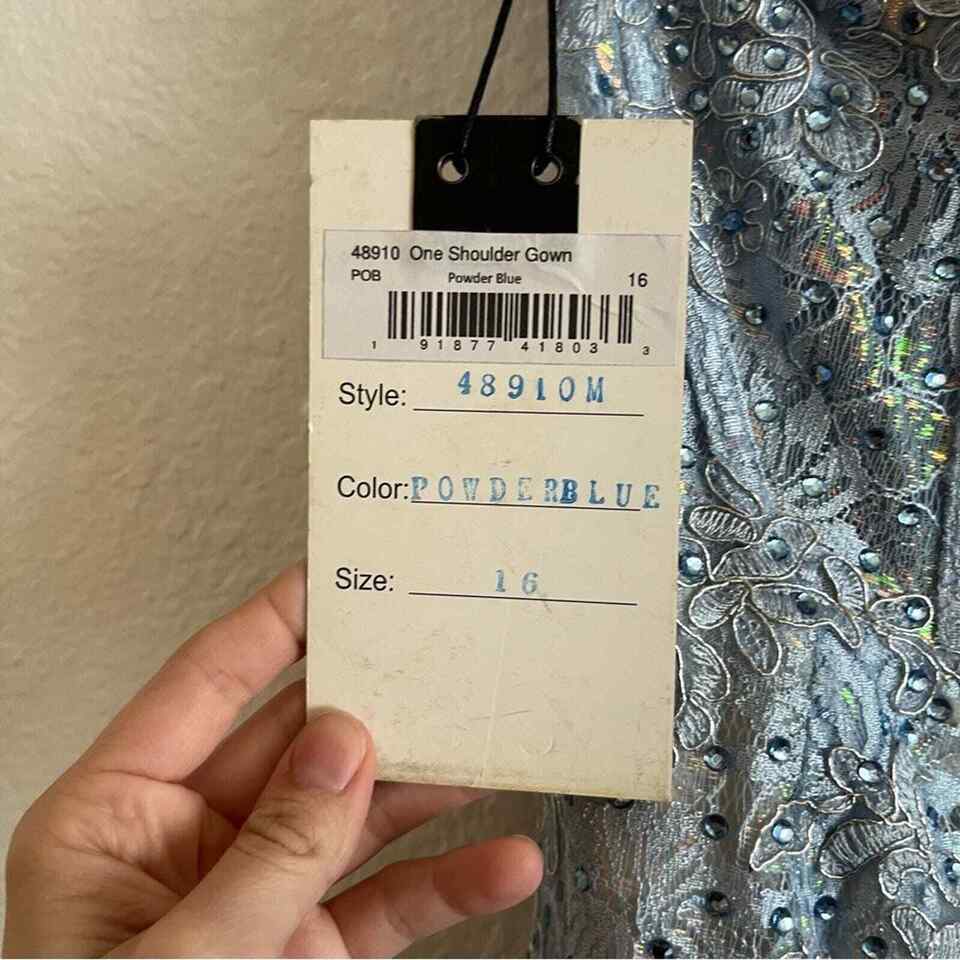 48910 One Shoulder Gown
POB Powder Blue 16
1 91877 41803 3
Style: 48910M
Color: POWDERBLUE
Size: 16